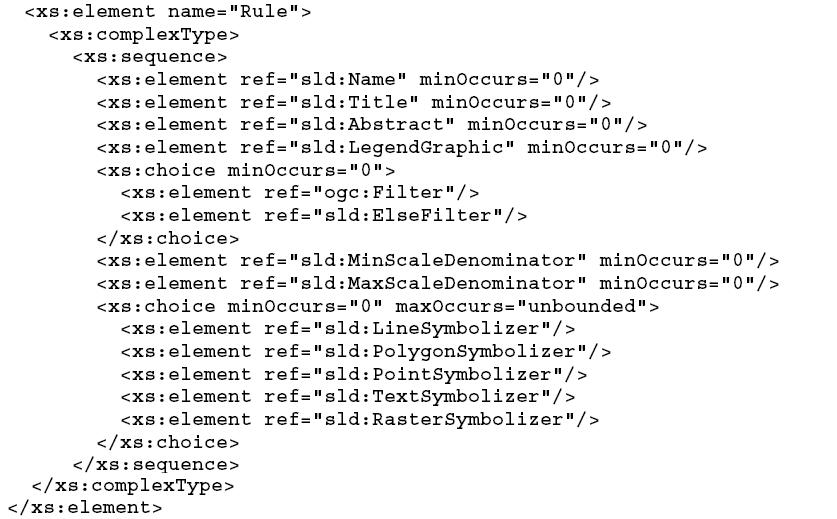 <xs:element name="Rule">
<xs:complexType>
<xs:sequence>
<xs:element ref="sld:Name" minOccurs="0"/>
<xs:element ref="sld:Title" minOccurs="0"/>
<xs:element ref="sld:Abstract" minOccurs="0"/>
<xs:element ref="sld:LegendGraphic" minOccurs="0"/>
<xs:choice minOccurs="0">
<xs:element ref="ogc:Filter"/>
<xs:element ref="sld:ElseFilter"/>
</xs:choice>
<xs:element ref="sld:MinScaleDenominator" minOccurs="0"/>
<xs:element ref="sld:MaxScaleDenominator" minOccurs="0"/>
<xs:choice minOccurs="0" maxOccurs="unbounded">
<xs:element ref="sld:LineSymbolizer"/>
<xs:element ref="sld:PolygonSymbolizer"/>
<xs:element ref="sld:PointSymbolizer"/>
<xs:element ref="sld:TextSymbolizer"/>
<xs:element ref="sld:RasterSymbolizer"/>
</xs:choice>
</xs:sequence>
</xs:complexType>
</xs:element>